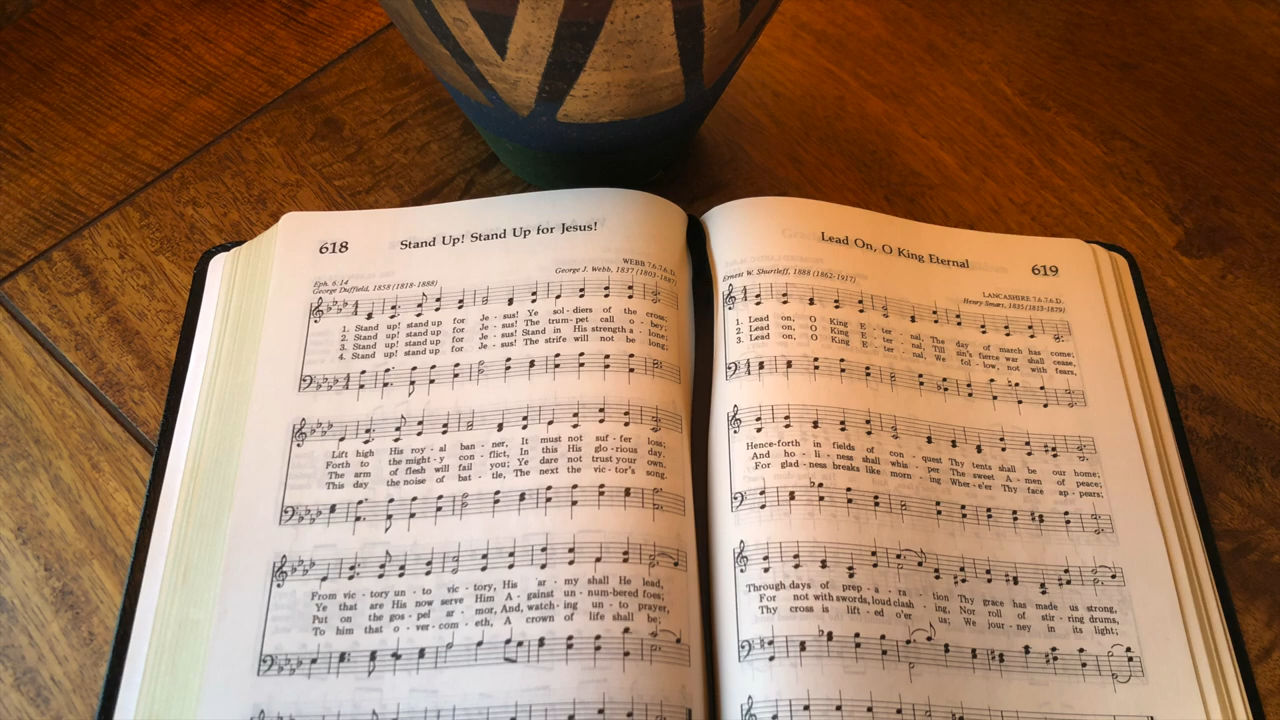 618
Stand Up! Stand Up for Jesus!
WEBB 7.6.7.6.D.
Eph. 6:14
George J. Webb, 1837 (1803-1887)
George Duffield, 1858 (1818-1888)
1. Stand up! stand up for Je - sus! Ye sol - diers of the cross;
2. Stand up! stand up for Je - sus! The trum - pet call o - bey;
3. Stand up! stand up for Je - sus! Stand in His strength a - lone;
4. Stand up! stand up for Je - sus! The strife will not be long;
Lift high His roy - al ban - ner, It must not suf - fer loss;
Forth to the might - y con - flict, In this His glo - rious day.
The arm of flesh will fail you; Ye dare not trust your own.
This day the noise of bat - tle, The next the vic - tor's song.
From vic - tory un - to vic - tory, His ar - my shall He lead,
Ye that are His now serve Him A - gainst un - num-bered foes;
Put on the gos - pel ar - mor, And, watch - ing un - to prayer,
To him that o - ver - com - eth, A crown of life shall be;
Lead On, O King Eternal
619
Ernest W. Shurtleff, 1888 (1862-1917)
LANCASHIRE 7.6.7.6.D.
Henry Smart, 1835 (1813-1879)
1. Lead on, O King E - ter - nal, The day of march has come;
2. Lead on, O King E - ter - nal, Till sin's fierce war shall cease,
3. Lead on, O King E - ter - nal, We fol - low, not with fears,
Hence-forth in fields of con - quest Thy tents shall be our home;
And ho - li - ness shall whis - per The sweet A - men of peace;
For glad - ness breaks like morn - ing Wher - e'er Thy face ap - pears;
Through days of prep - a - ra - tion Thy grace has made us strong,
For not with swords, loud clash - ing, Nor roll of stir - ring drums,
Thy cross is lift - ed o'er us; We jour - ney in its light;